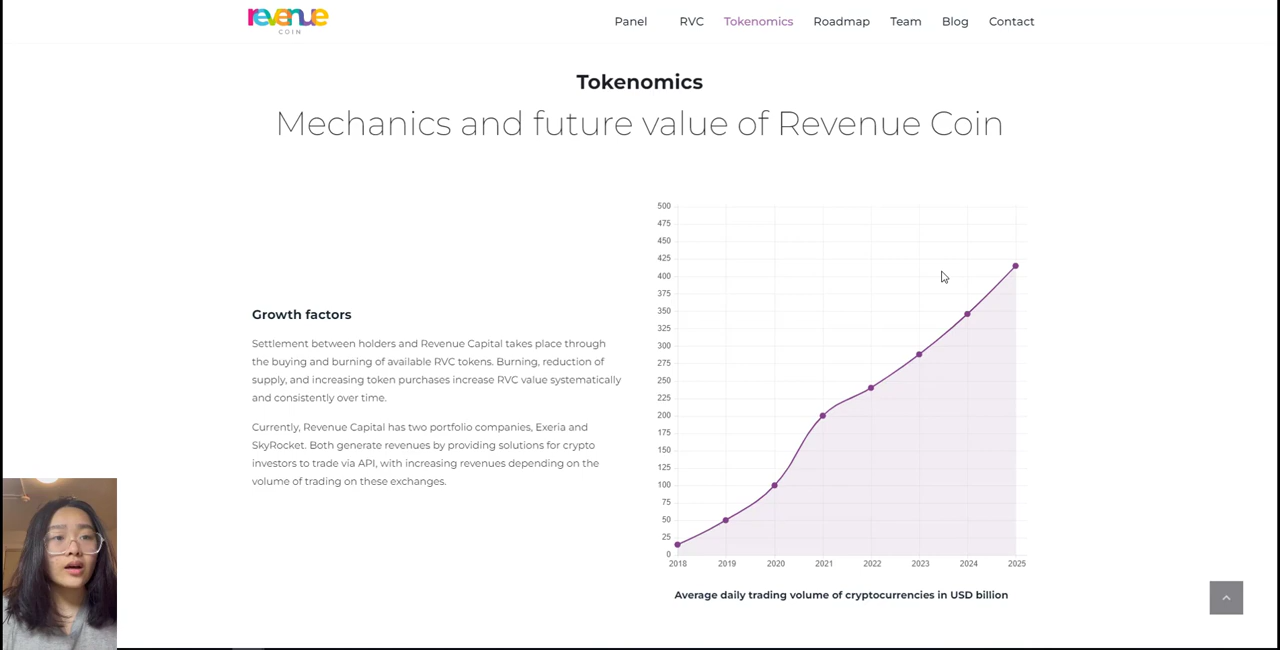 revenue
COIN
Panel RVC Tokenomics Roadmap Team Blog Contact
Tokenomics
Mechanics and future value of Revenue Coin
Growth factors
Settlement between holders and Revenue Capital takes place through
the buying and burning of available RVC tokens. Burning, reduction of
supply, and increasing token purchases increase RVC value systematically
and consistently over time.
Currently, Revenue Capital has two portfolio companies, Exeria and
SkyRocket. Both generate revenues by providing solutions for crypto
investors to trade via API, with increasing revenues depending on the
volume of trading on these exchanges.
500
475
450
425
400
375
350
325
300
275
250
225
200
175
150
125
100
75
50
25
0
2018 2019 2020 2021 2022 2023 2024 2025
Average daily trading volume of cryptocurrencies in USD billion